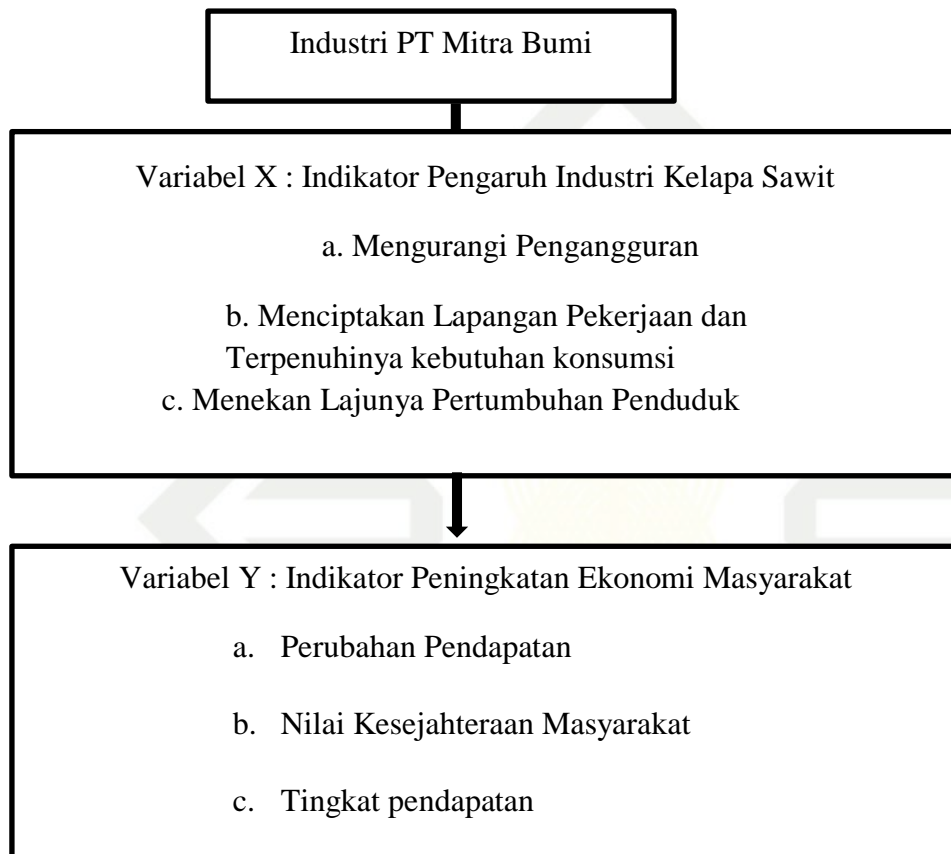 Industri PT Mitra Bumi
Variabel X : Indikator Pengaruh Industri Kelapa Sawit
a. Mengurangi Pengangguran
b. Menciptakan Lapangan Pekerjaan dan
Terpenuhinya kebutuhan konsumsi
c. Menekan Lajunya Pertumbuhan Penduduk
Variabel Y : Indikator Peningkatan Ekonomi Masyarakat
a. Perubahan Pendapatan
b. Nilai Kesejahteraan Masyarakat
c. Tingkat pendapatan